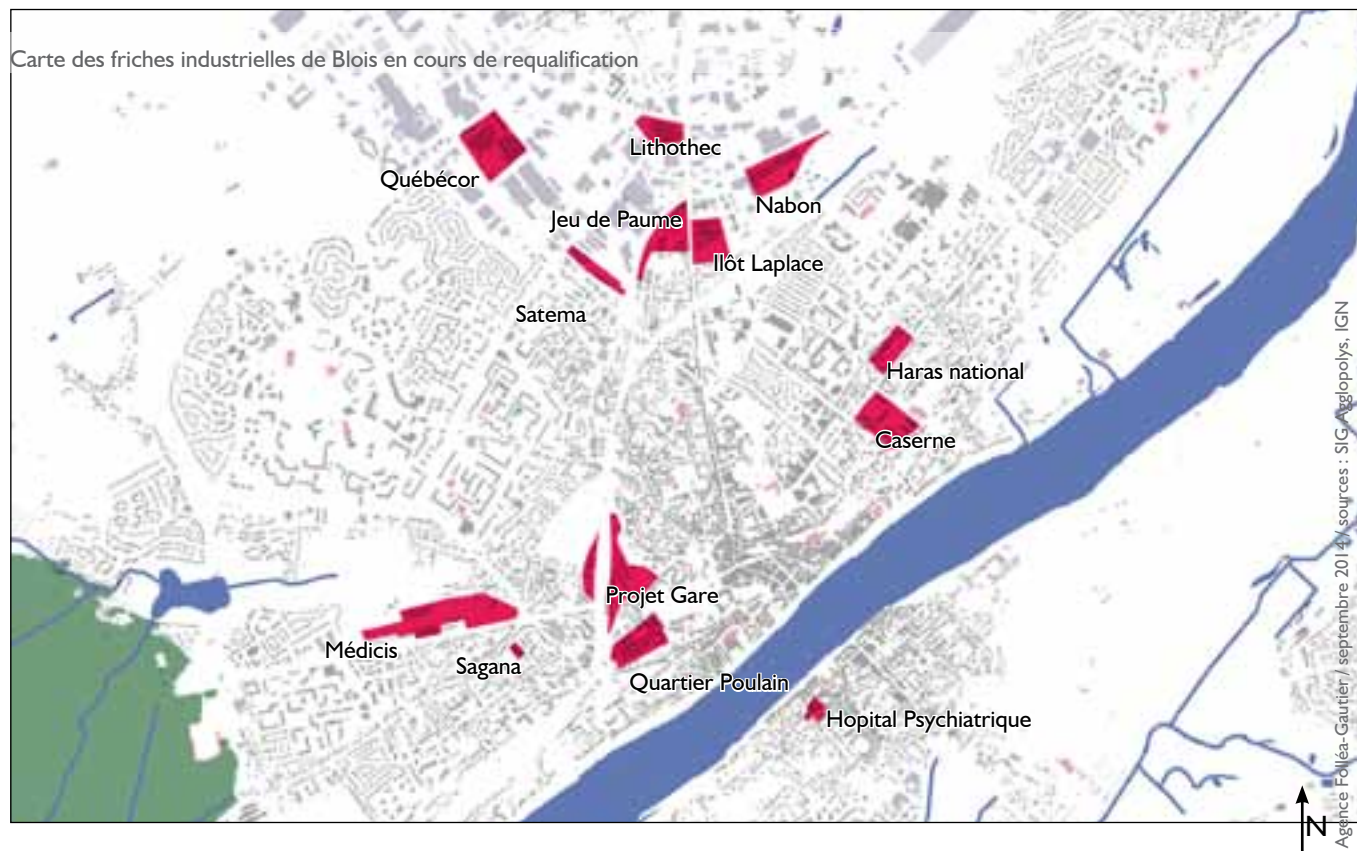 Carte des friches industrielles de Blois en cours de requalification
Lithothec
Québécor
Nabon
Jeu de Paume
Ilôt Laplace
Satema
Haras national
Caserne
Projet Gare
Médicis
Sagana
Quartier Poulain
Hopital Psychiatrique
N
Agence Folléa-Gautier / septembre 2014 / sources : SIG Agglopolys, IGN